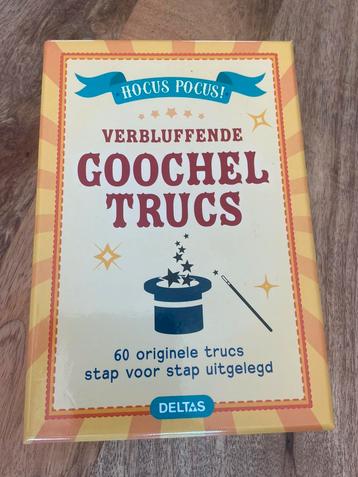 HOCUS POCUS!
VERBLUFFENDE
GOOCHEL
TRUCS
60 originele trucs
stap voor stap uitgelegd
DELTAS